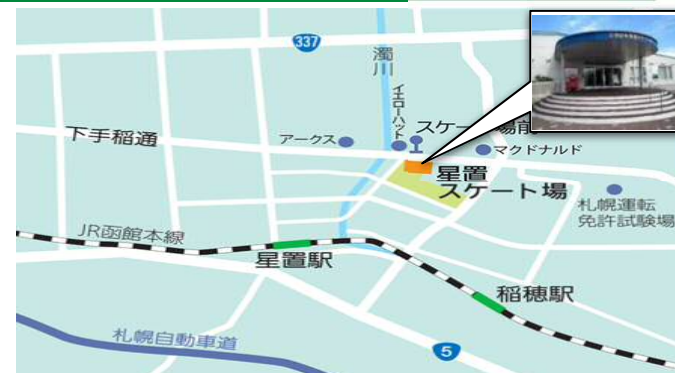 337
濁川
イエローハット
下手稲通
アークス
スケート場前
マクドナルド
星置
スケート場
札幌運転
免許試験場
JR函館本線
星置駅
稲穂駅
札幌自動車道
5